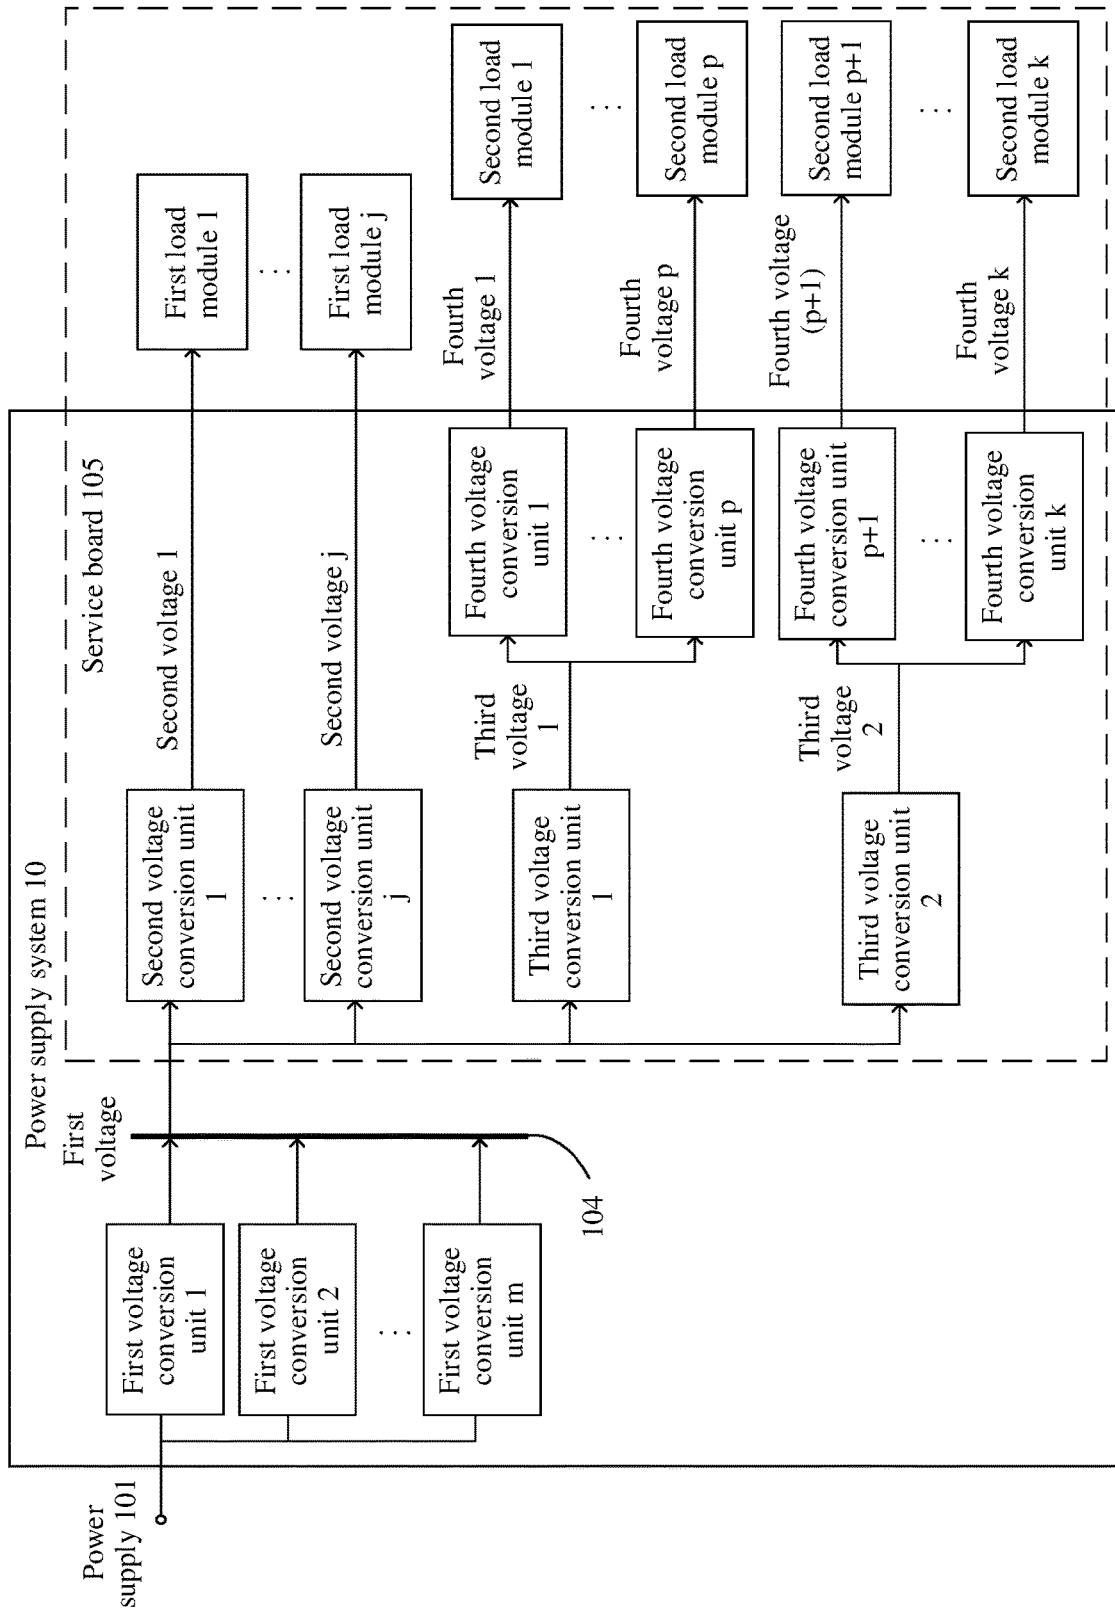 Power supply system 10
Power
supply 101
First voltage
conversion
unit 1
First voltage
conversion
unit 2
...
First voltage
conversion
unit m
First
voltage
104
Service board 105
Second voltage
conversion unit
1
...
Second voltage
conversion unit
j
Third voltage
conversion unit
1
Third voltage
conversion unit
2
Second voltage 1
Second voltage j
Third
voltage
1
Third
voltage
2
Fourth voltage
conversion
unit 1
...
Fourth voltage
conversion
unit p
Fourth voltage
conversion unit
p+1
...
Fourth voltage
conversion
unit k
First load
module 1
...
First load
module j
Fourth
voltage 1
Fourth
voltage p
Fourth voltage
(p+1)
Fourth
voltage k
Second load
module 1
...
Second load
module p
Second load
module p+1
...
Second load
module k